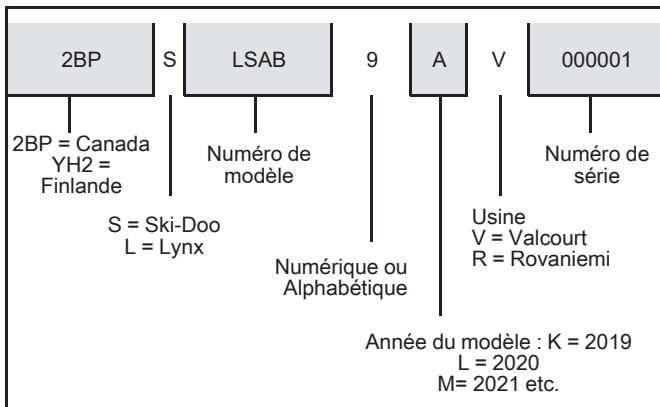 2BP S LSAB 9 A V 000001
2BP = Canada
YH2 =
Finlande
Numéro de
modèle
Numéro de
série
S = Ski-Doo
L = Lynx
Usine
V = Valcourt
R = Rovaniemi
Numérique ou
Alphabétique
Année du modèle : K = 2019
L = 2020
M= 2021 etc.